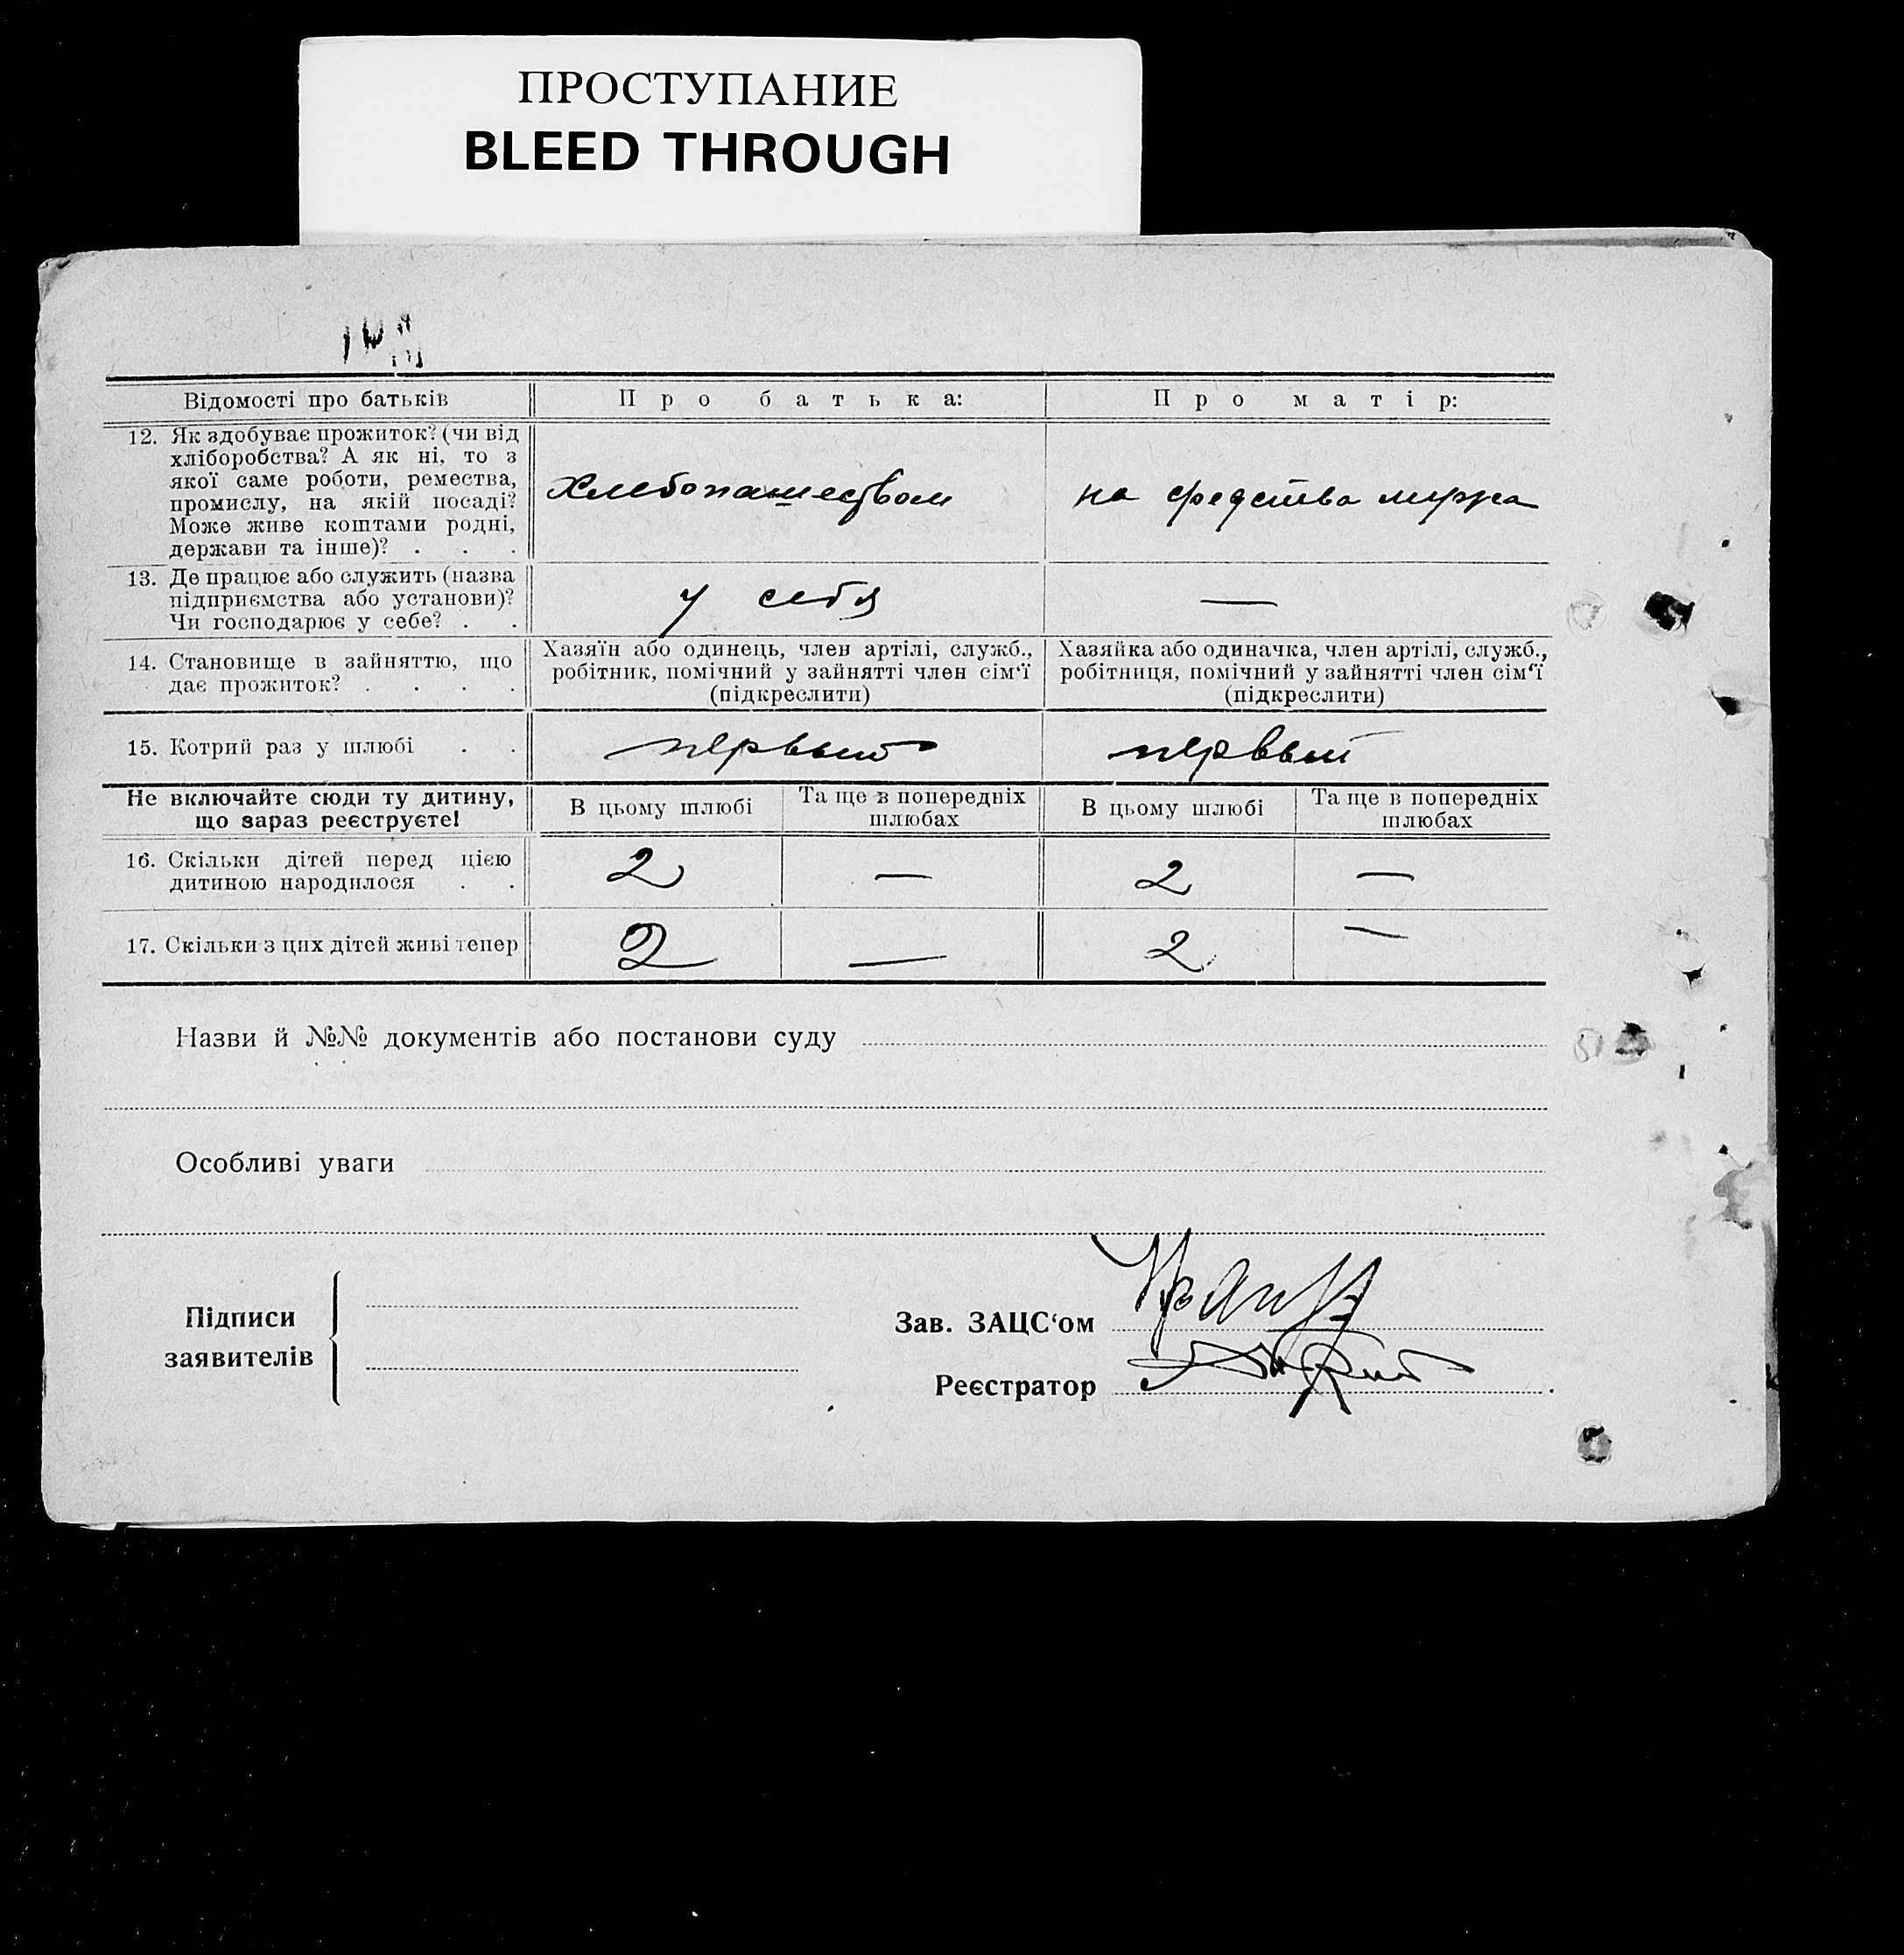 ПРОСТУПАНИЕ
BLEED THROUGH
Відомості про батьків
Про батька:
Про матір:
12. Як здобуває прожиток? (чи від
хліборобства? А як ні, то з
якої саме роботи, ремества,
промислу, на якій посаді?
Може живе коштами родні,
держави та інше)? . . .
Хлебопашеством
на средства мужа
13. Де працює або служить (назва
підприємства або установи)?
Чи господарює у себе? . .
у себя
—
14. Становище в зайняттю, що
дає прожиток? . . . .
Хазяїн або одинець, член артілі, служб.,
робітник, помічний у зайнятті член сім‘ї
(підкреслити)
Хазяйка або одиначка, член артілі, служб.,
робітниця, помічний у зайнятті член сім‘ї
(підкреслити)
15. Котрий раз у шлюбі . .
первый
первый
Не включайте сюди ту дитину,
що зараз реєструєте!
В цьому шлюбі
Та ще в попередніх
шлюбах
В цьому шлюбі
Та ще в попередніх
шлюбах
16. Скільки дітей перед цією
дитиною народилося . .
2
—
2
—
17. Скільки з цих дітей живі тепер
2
—
2
—
Назви й №№ документів або постанови суду
Особливі уваги
Підписи
заявителів
Зав. ЗАЦС‘ом
Реєстратор